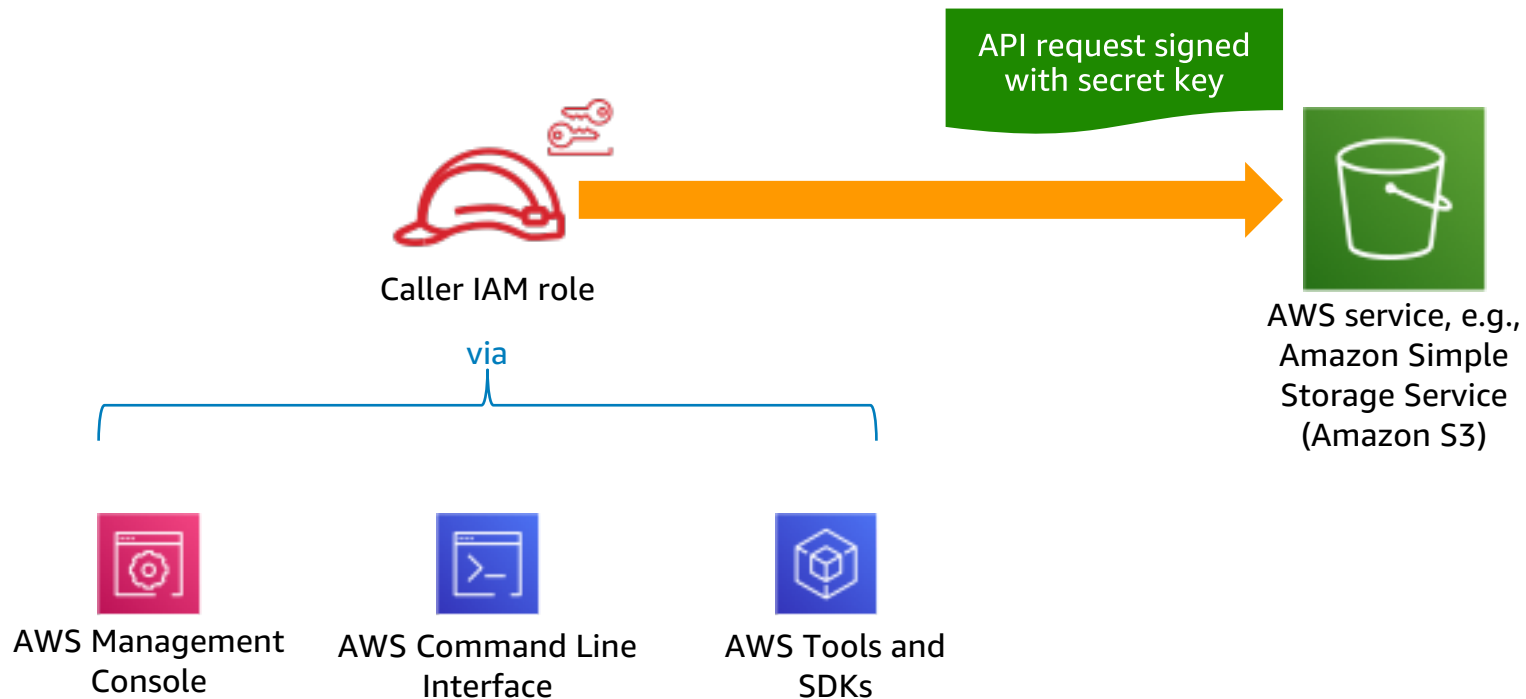 API request signed
with secret key
Caller IAM role
via
AWS service, e.g.,
Amazon Simple
Storage Service
(Amazon S3)
AWS Management
Console
AWS Command Line
Interface
AWS Tools and
SDKs